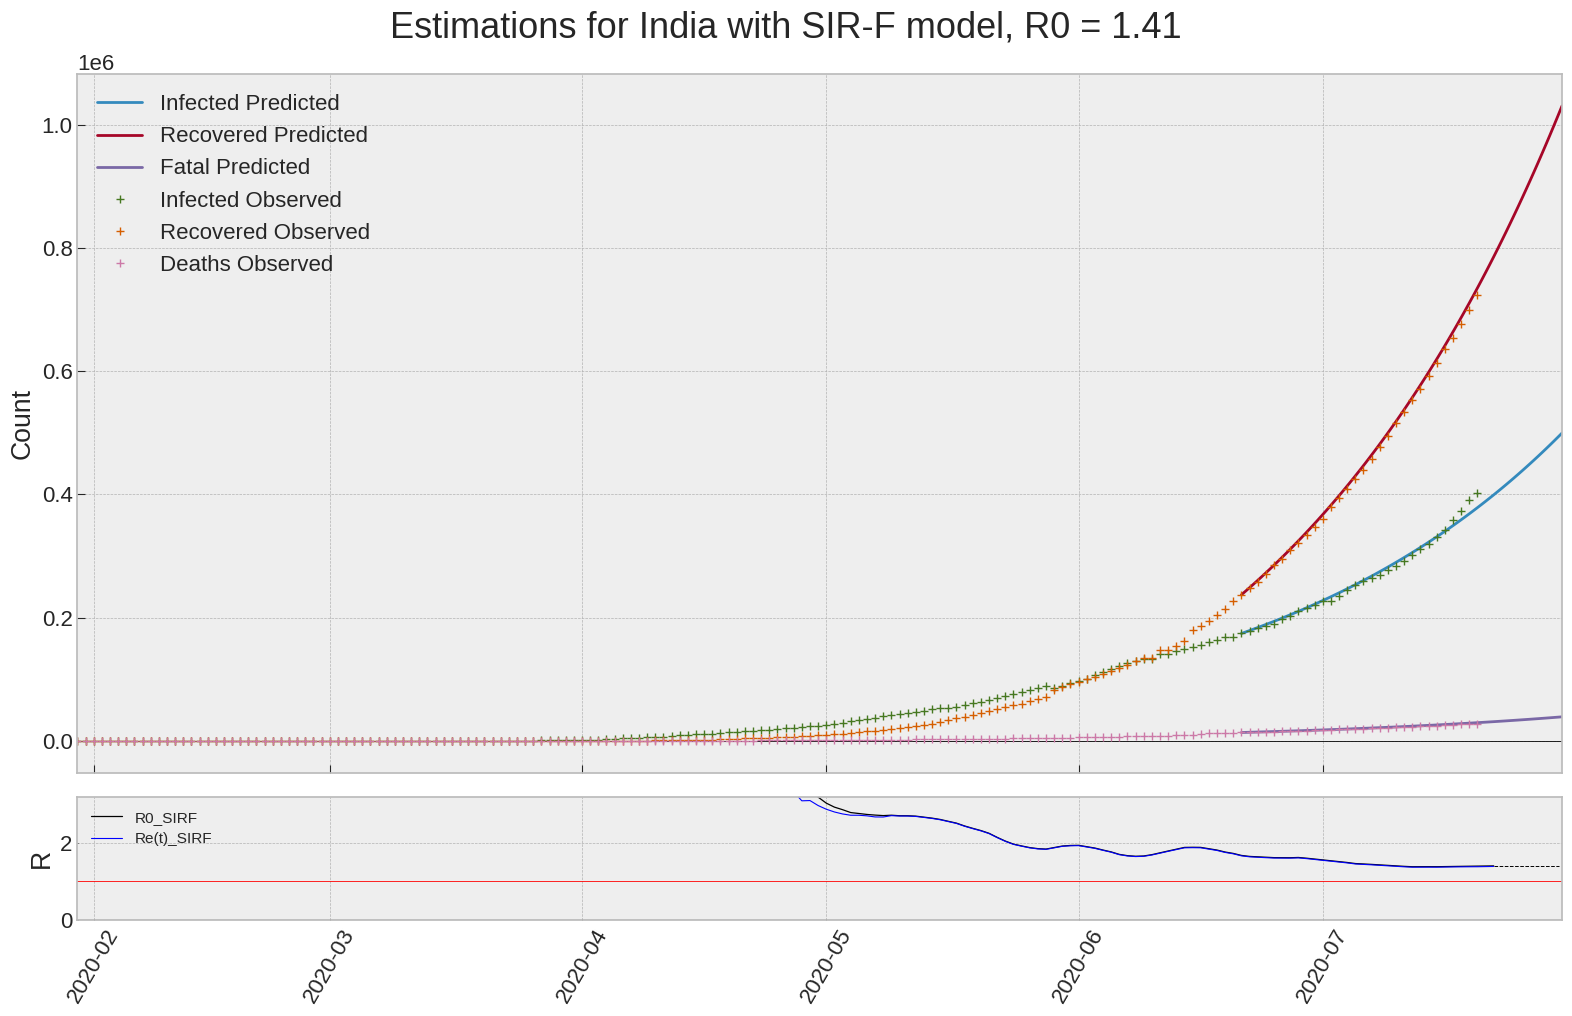 Estimations for India with SIR-F model, R0 = 1.41
1e6
Infected Predicted
Recovered Predicted
Fatal Predicted
Infected Observed
Recovered Observed
Deaths Observed
1.0
0.8
0.6
0.4
0.2
0.0
Count
R0_SIRF
Re(t)_SIRF
2
0
R
2020-02
2020-03
2020-04
2020-05
2020-06
2020-07